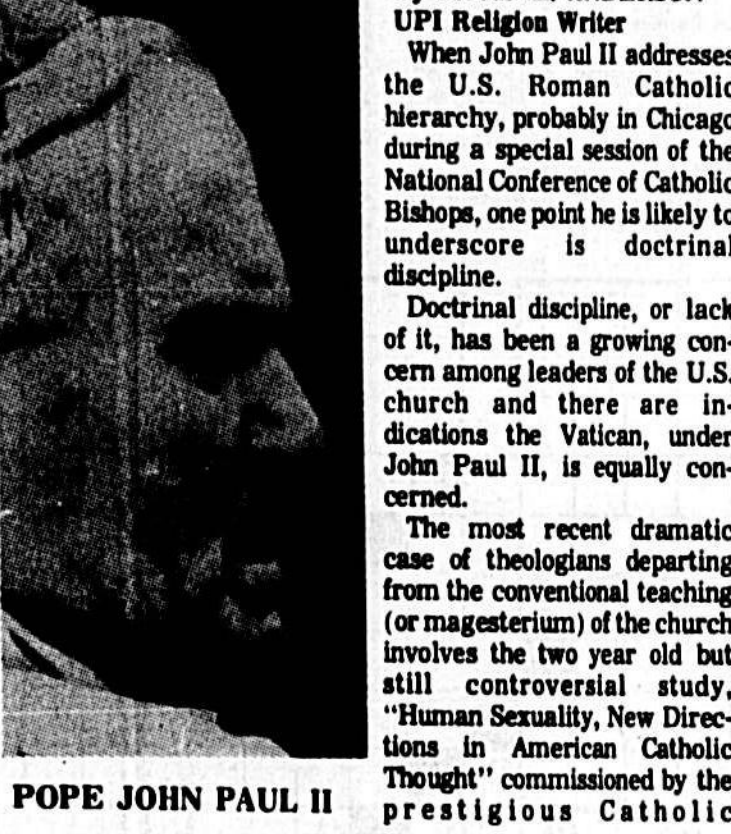 UPI Religion Writer
When John Paul II addresses
the U.S. Roman Catholic
hierarchy, probably in Chicago
during a special session of the
National Conference of Catholic
Bishops, one point he is likely to
underscore is doctrinal
discipline.
Doctrinal discipline, or lack
of it, has been a growing con-
cern among leaders of the U.S.
church and there are in-
dications the Vatican, under
John Paul II, is equally con-
cerned.
The most recent dramatic
case of theologians departing
from the conventional teaching
(or magesterium) of the church
involves the two year old but
still controversial study,
"Human Sexuality, New Direc-
tions in American Catholic
Thought" commissioned by the
prestigious Catholic
POPE JOHN PAUL II